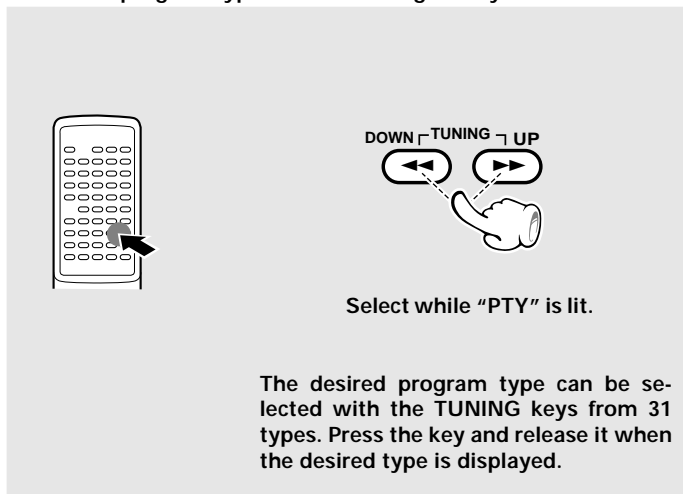 DOWN TUNING UP
Select while “PTY” is lit.
The desired program type can be se-
lected with the TUNING keys from 31
types. Press the key and release it when
the desired type is displayed.